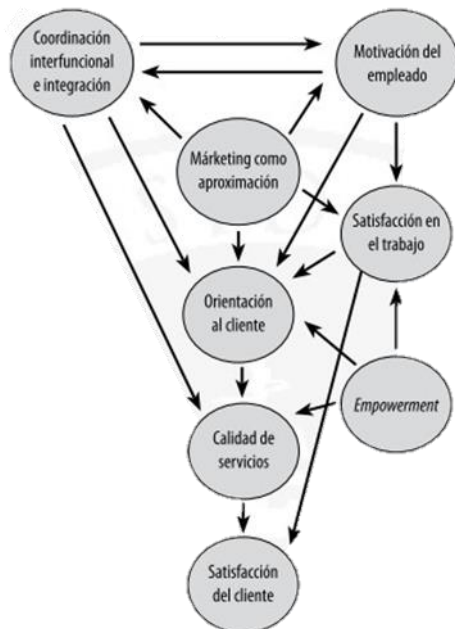 Coordinación
interfuncional
e integración
Motivación del
empleado
Márketing como
aproximación
Satisfacción en
el trabajo
Orientación
al cliente
Empowerment
Calidad de
servicios
Satisfacción
del cliente